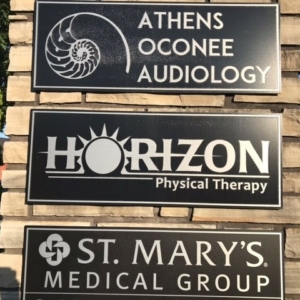 ATHENS
OCONEE
AUDIOLOGY
HORIZON
Physical Therapy
ST. MARY'S®
MEDICAL GROUP